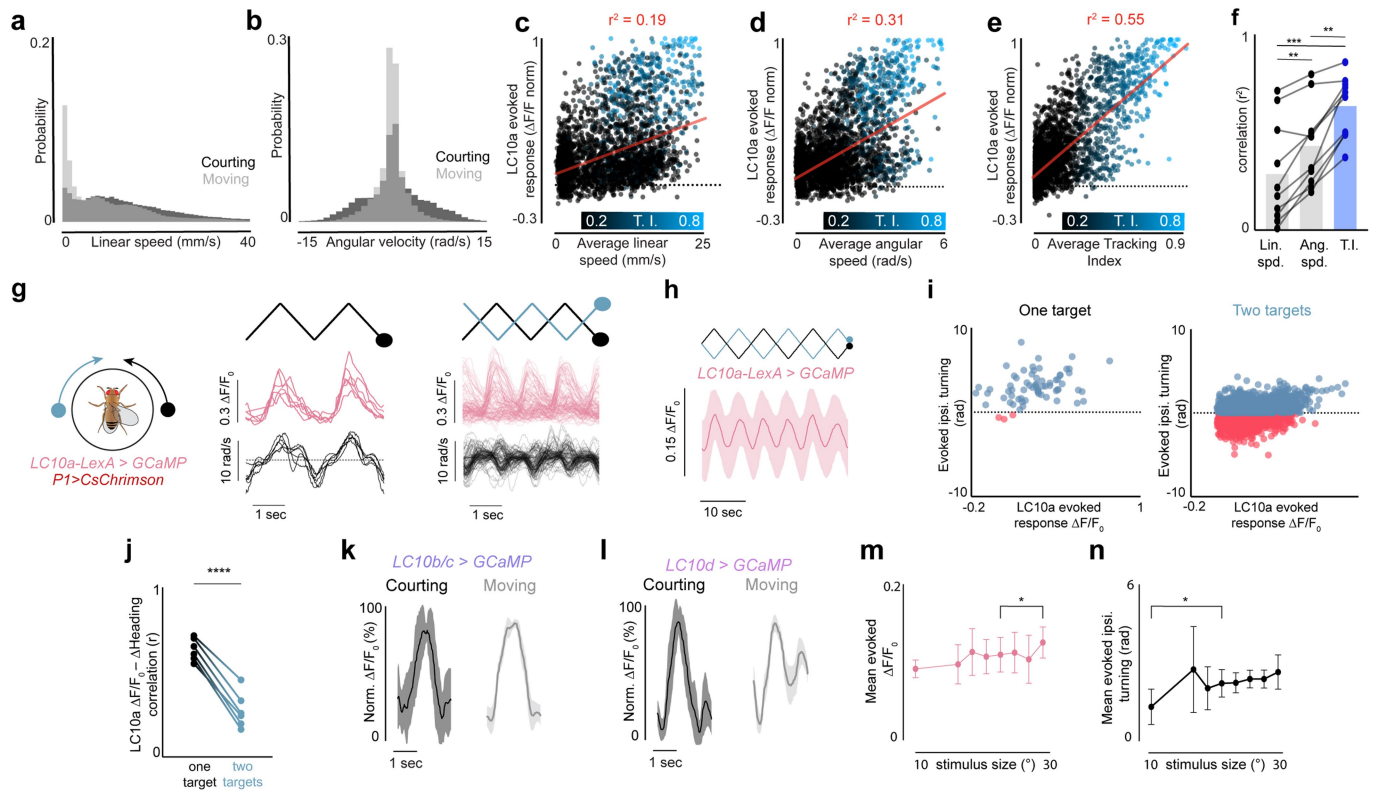 a
0.2
Probability
0
Courting
Moving
0 Linear speed (mm/s) 40
b
0.3
Probability
0
Courting
Moving
-15 Angular velocity (rad/s) 15
c
r² = 0.19
1
LC10a evoked
response (ΔF/F norm)
-0.3
0.2 T. I. 0.8
0 Average linear 25
speed (mm/s)
d
r² = 0.31
1
LC10a evoked
response (ΔF/F norm)
-0.3
0.2 T. I. 0.8
0 Average angular 6
speed (rad/s)
e
r² = 0.55
1
LC10a evoked
response (ΔF/F norm)
-0.3
0.2 T. I. 0.8
0 Average Tracking 0.9
Index
f
1
correlation (r²)
0
**
***
**
Lin. Ang. T.I.
spd. spd.
g
LC10a-LexA > GCaMP
P1>CsChrimson
0.3 ΔF/F₀
10 rad/s
1 sec
0.3 ΔF/F₀
10 rad/s
1 sec
h
LC10a-LexA > GCaMP
0.15 ΔF/F₀
10 sec
i
One target
10
Evoked ipsi. turning
(rad)
-10
-0.2 1
LC10a evoked
response ΔF/F₀
Two targets
10
Evoked ipsi. turning
(rad)
-10
-0.2 1
LC10a evoked
response ΔF/F₀
j
****
1
LC10a ΔF/F₀ – ΔHeading
correlation (r)
0
one two
target targets
k
LC10b/c > GCaMP
Courting Moving
100
Norm. ΔF/F₀ (%)
0
1 sec
l
LC10d > GCaMP
Courting Moving
100
Norm. ΔF/F₀ (%)
0
1 sec
m
0.2
Mean evoked
ΔF/F₀
0
*
10 stimulus size (°) 30
n
6
Mean evoked ipsi.
turning (rad)
0
*
10 stimulus size (°) 30